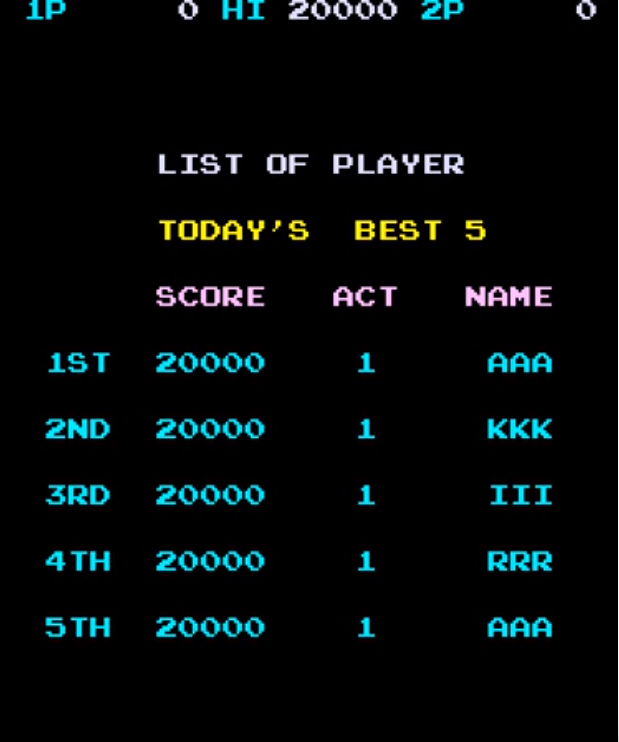 1P 0 HI 20000 2P 0
LIST OF PLAYER
TODAY'S BEST 5
SCORE ACT NAME
1ST 20000 1 AAA
2ND 20000 1 KKK
3RD 20000 1 III
4TH 20000 1 RRR
5TH 20000 1 AAA